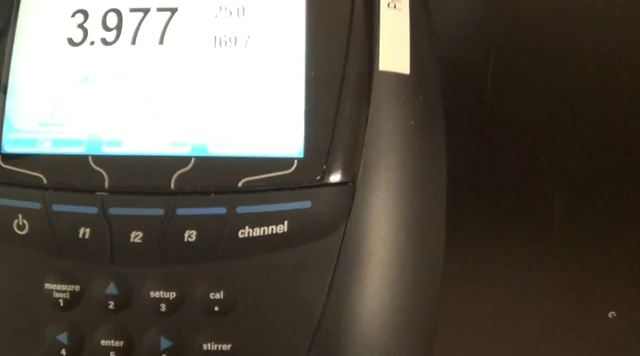 3.977
25.0
169.7
f1
f2
f3
channel
measure
(esc)
1
2
setup
3
cal
.
4
enter
stirrer